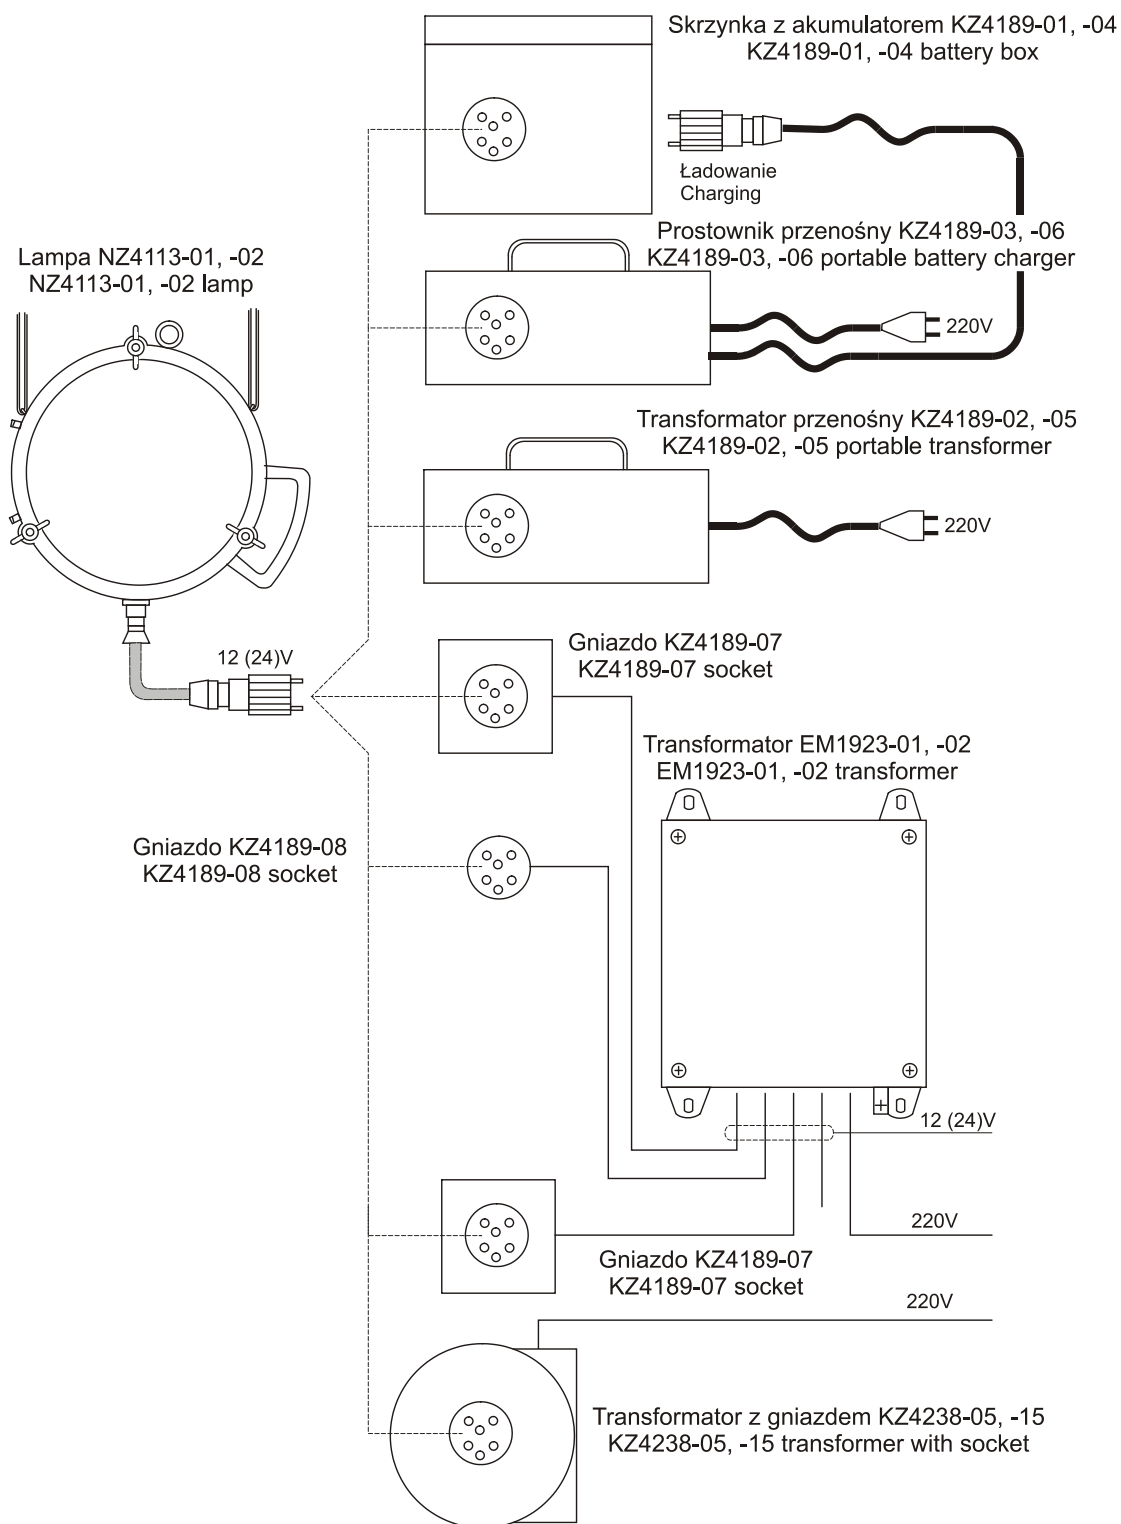 Skrzynka z akumulatorem KZ4189-01, -04
KZ4189-01, -04 battery box
Ładowanie
Charging
Prostownik przenośny KZ4189-03, -06
KZ4189-03, -06 portable battery charger
220V
Lampa NZ4113-01, -02
NZ4113-01, -02 lamp
Transformator przenośny KZ4189-02, -05
KZ4189-02, -05 portable transformer
220V
12 (24)V
Gniazdo KZ4189-07
KZ4189-07 socket
Transformator EM1923-01, -02
EM1923-01, -02 transformer
Gniazdo KZ4189-08
KZ4189-08 socket
12 (24)V
220V
Gniazdo KZ4189-07
KZ4189-07 socket
220V
Transformator z gniazdem KZ4238-05, -15
KZ4238-05, -15 transformer with socket